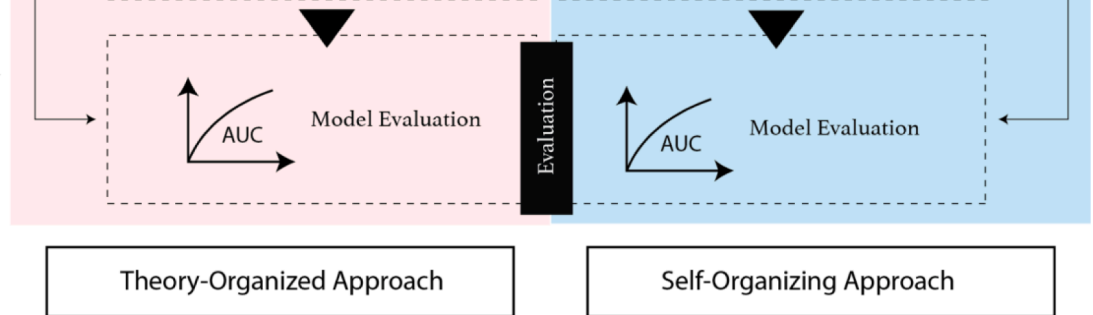 AUC
Model Evaluation
Evaluation
AUC
Model Evaluation
Theory-Organized Approach
Self-Organizing Approach